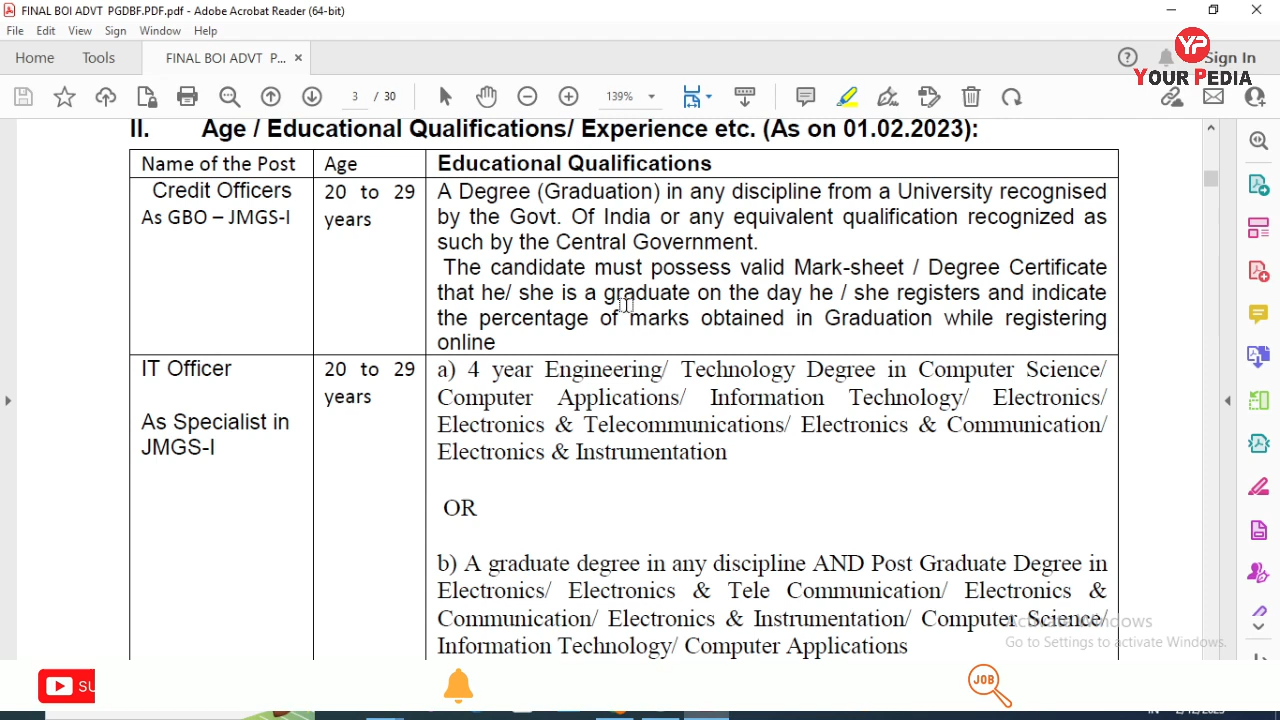 FINAL BOI ADVT PGDBF.PDF.pdf - Adobe Acrobat Reader (64-bit)
File Edit View Sign Window Help
Home Tools FINAL BOI ADVT P... × Sign In
YP
YOUR PEDIA
3 / 30 139%
II. Age / Educational Qualifications/ Experience etc. (As on 01.02.2023):
Name of the Post Age Educational Qualifications
Credit Officers
As GBO – JMGS-I
20 to 29
years
A Degree (Graduation) in any discipline from a University recognised
by the Govt. Of India or any equivalent qualification recognized as
such by the Central Government.
The candidate must possess valid Mark-sheet / Degree Certificate
that he/ she is a graduate on the day he / she registers and indicate
the percentage of marks obtained in Graduation while registering
online
IT Officer
As Specialist in
JMGS-I
20 to 29
years
a) 4 year Engineering/ Technology Degree in Computer Science/
Computer Applications/ Information Technology/ Electronics/
Electronics & Telecommunications/ Electronics & Communication/
Electronics & Instrumentation
OR
b) A graduate degree in any discipline AND Post Graduate Degree in
Electronics/ Electronics & Tele Communication/ Electronics &
Communication/ Electronics & Instrumentation/ Computer Science/
Information Technology/ Computer Applications
Activate Windows
Go to Settings to activate Windows.
SU
JOB